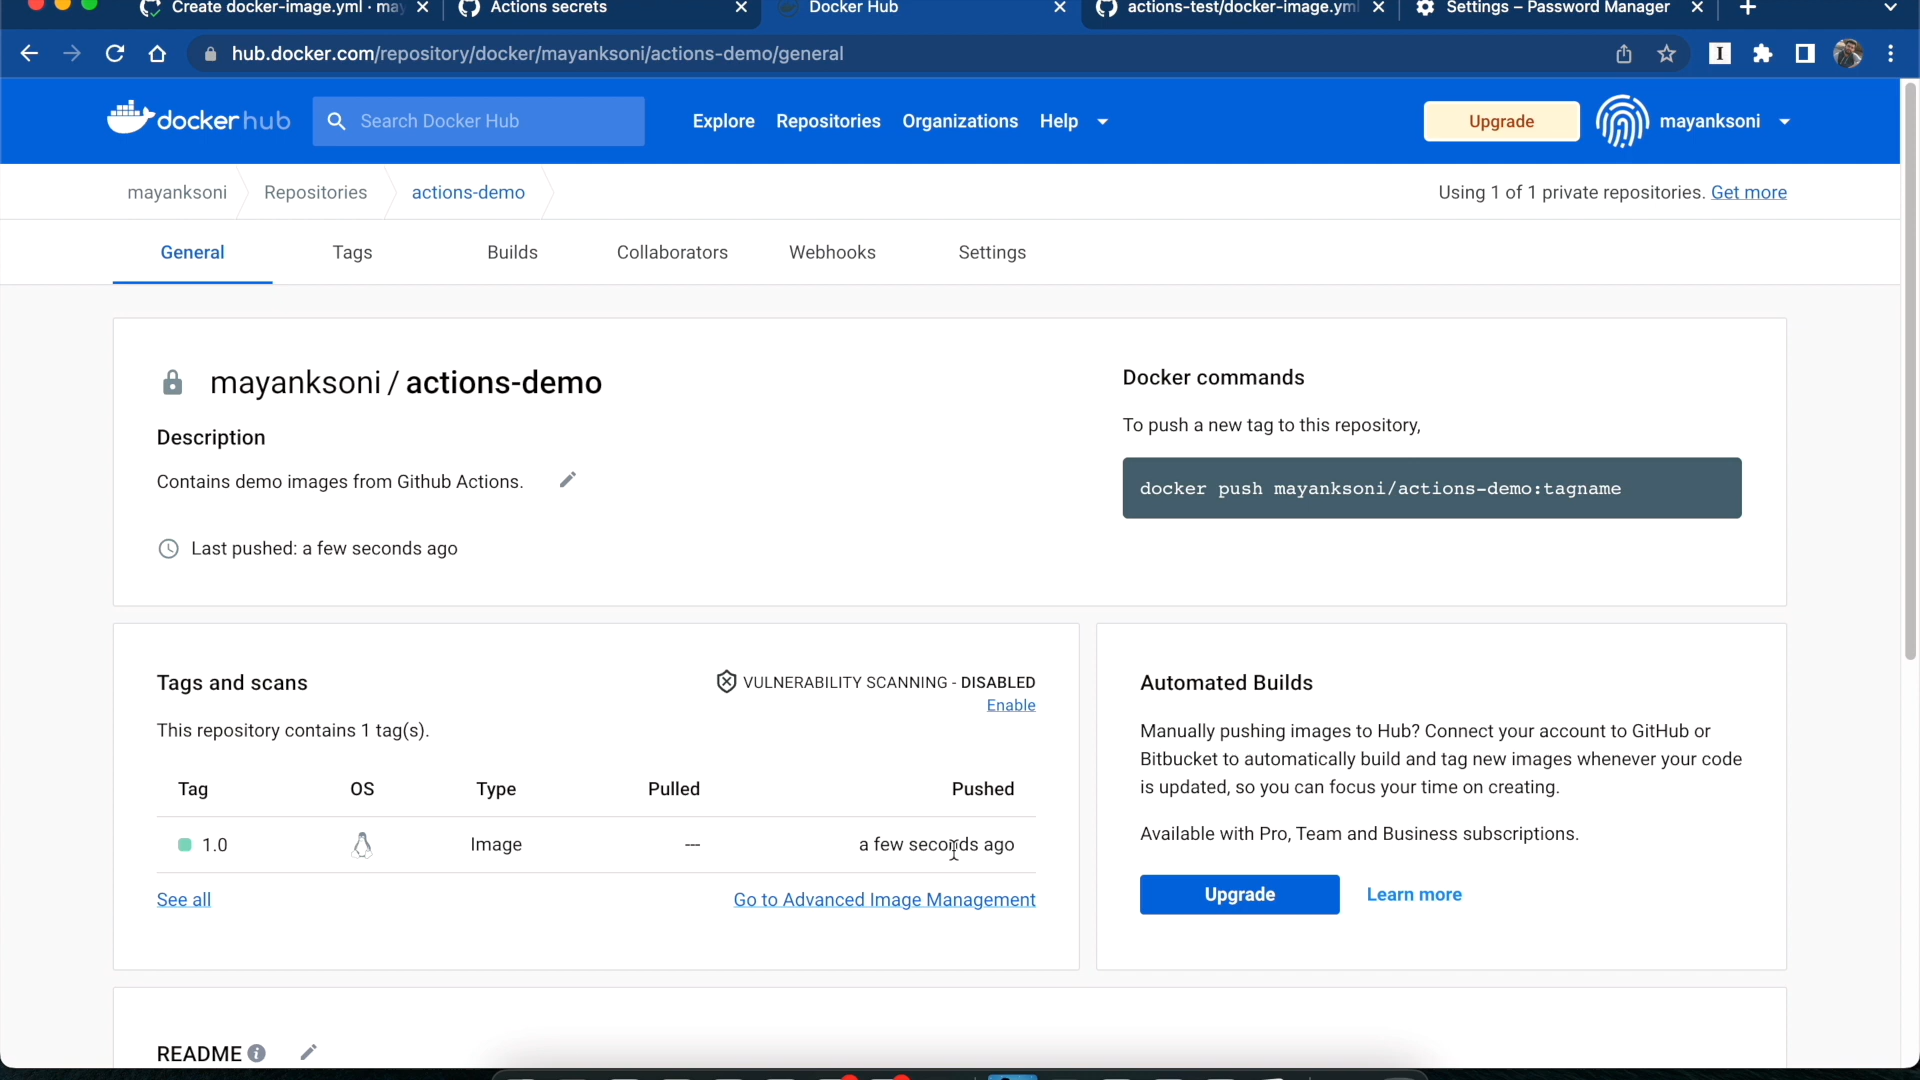 Create docker-image.yml · may
Actions secrets
Docker Hub
actions-test/docker-image.yml
Settings – Password Manager
hub.docker.com/repository/docker/mayanksoni/actions-demo/general
docker hub
Search Docker Hub
Explore
Repositories
Organizations
Help
Upgrade
mayanksoni
mayanksoni
Repositories
actions-demo
Using 1 of 1 private repositories. Get more
General
Tags
Builds
Collaborators
Webhooks
Settings
mayanksoni / actions-demo
Description
Contains demo images from Github Actions.
Last pushed: a few seconds ago
Docker commands
To push a new tag to this repository,
docker push mayanksoni/actions-demo:tagname
Tags and scans
VULNERABILITY SCANNING - DISABLED
Enable
This repository contains 1 tag(s).
Tag OS Type Pulled Pushed
1.0 Image --- a few seconds ago
See all
Go to Advanced Image Management
Automated Builds
Manually pushing images to Hub? Connect your account to GitHub or
Bitbucket to automatically build and tag new images whenever your code
is updated, so you can focus your time on creating.
Available with Pro, Team and Business subscriptions.
Upgrade
Learn more
README